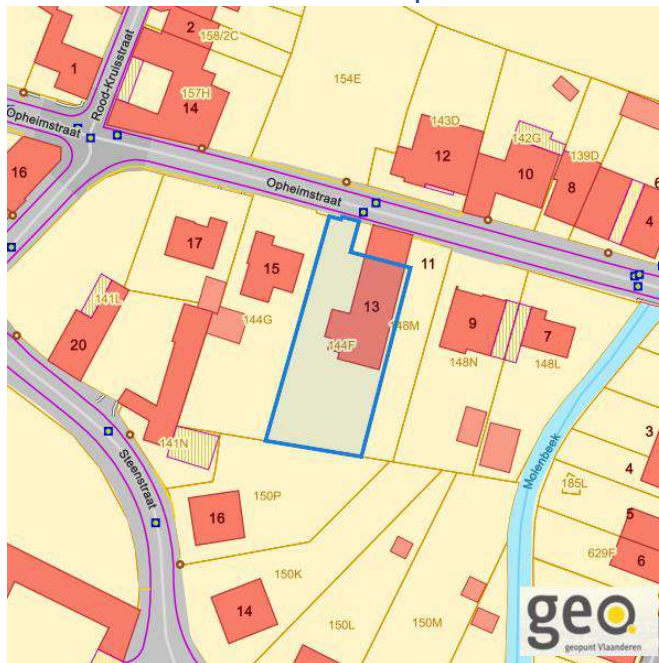 2
158/2C
1
154E
Rood-Kruisstraat
157H
14
143D
Opheimstraat
142G
12
139D
16
10
8
Opheimstraat
4
17
11
15
141L
13
144G
148M
9
7
20
144F
148N
148L
141N
3
Molenbeek
4
Steenstraat
185L
150P
16
5
629F
6
150K
14
150L
150M
geo
geopunt Vlaanderen